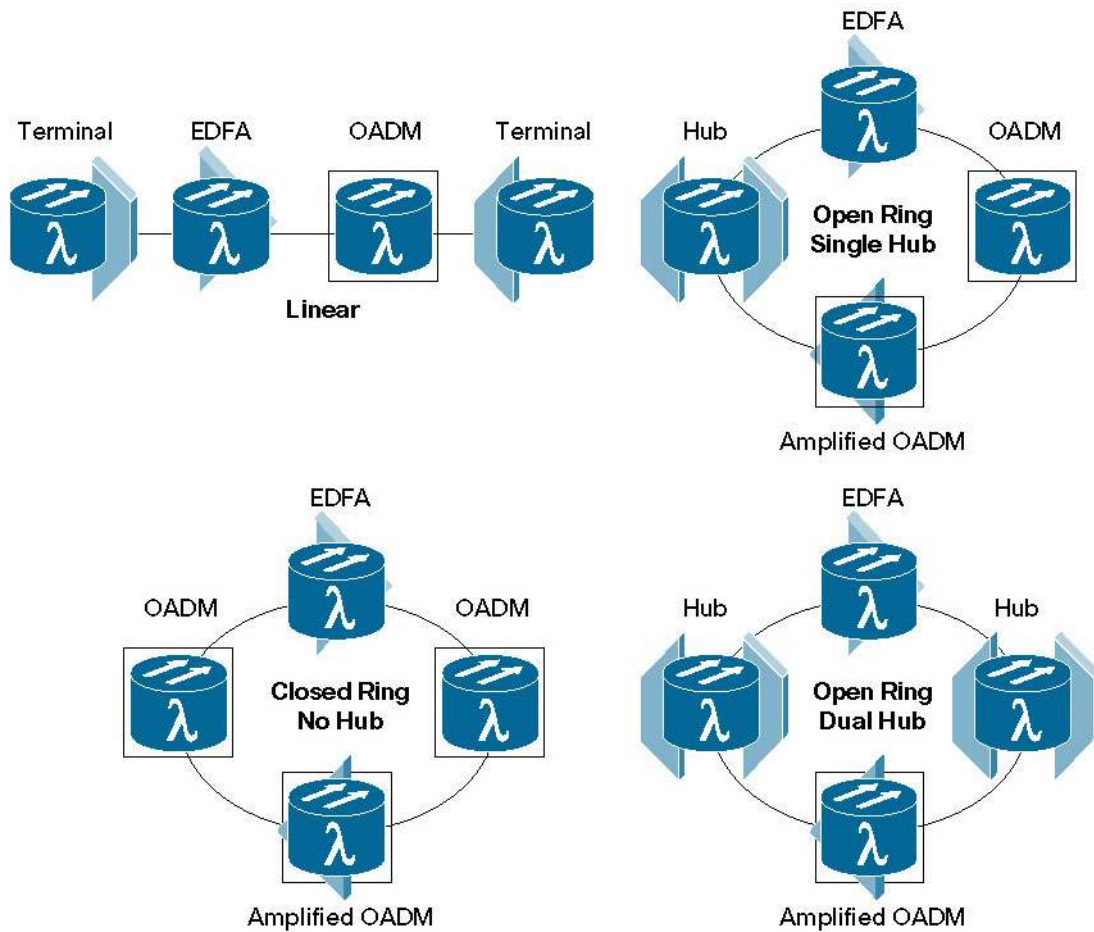 Terminal
EDFA
OADM
Terminal
λ
λ
λ
λ
Linear
EDFA
λ
Hub
OADM
λ
Open Ring
Single Hub
λ
λ
Amplified OADM
EDFA
λ
OADM
OADM
λ
Closed Ring
No Hub
λ
λ
Amplified OADM
EDFA
λ
Hub
Hub
λ
Open Ring
Dual Hub
λ
λ
Amplified OADM